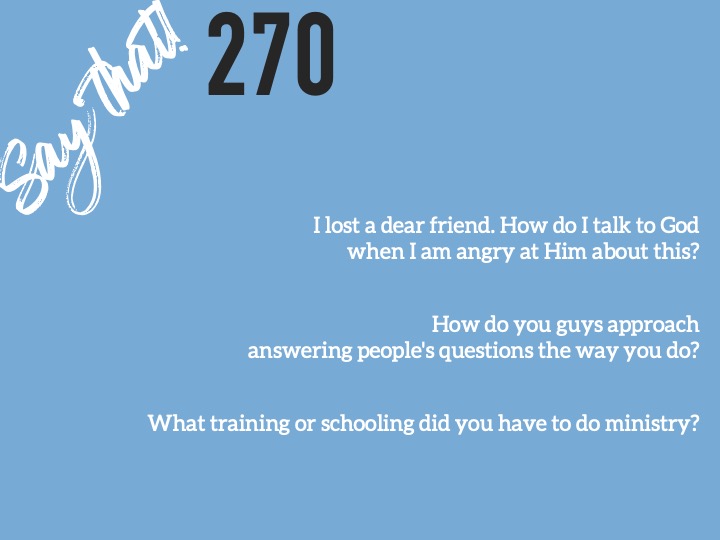 Say that!
270
I lost a dear friend. How do I talk to God
when I am angry at Him about this?
How do you guys approach
answering people's questions the way you do?
What training or schooling did you have to do ministry?